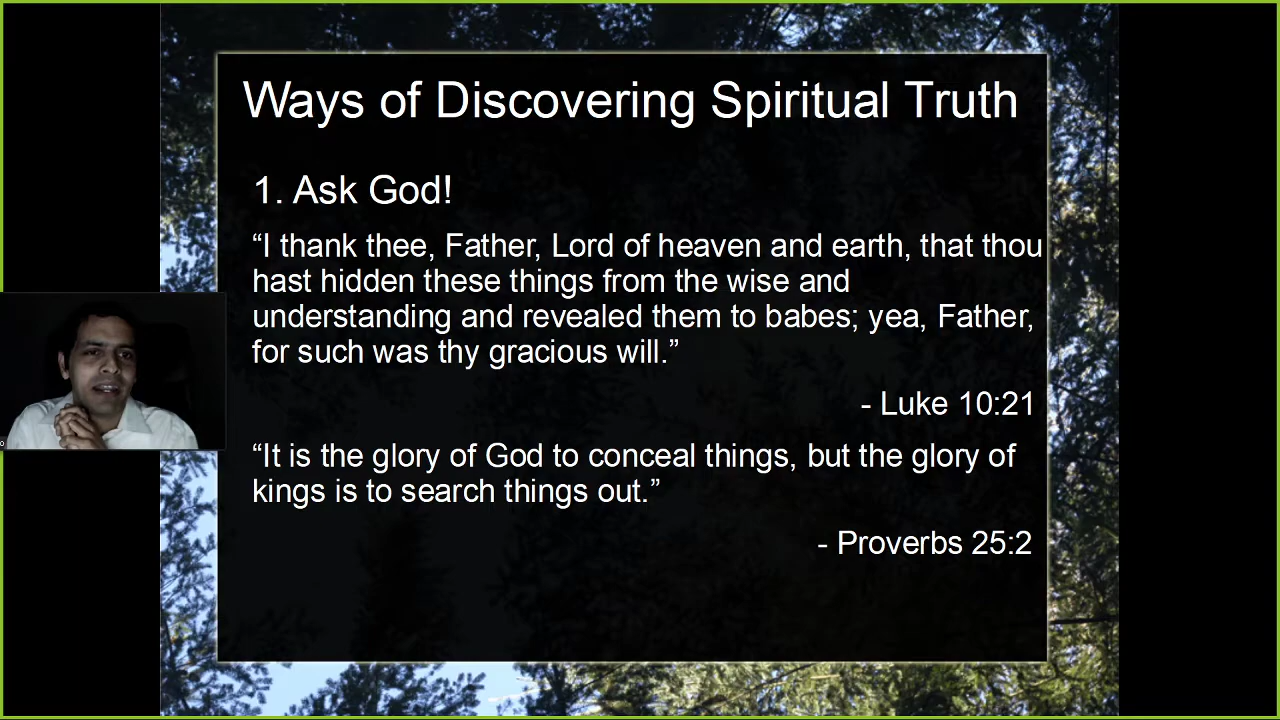 Ways of Discovering Spiritual Truth
1. Ask God!
“I thank thee, Father, Lord of heaven and earth, that thou
hast hidden these things from the wise and
understanding and revealed them to babes; yea, Father,
for such was thy gracious will.”
- Luke 10:21
“It is the glory of God to conceal things, but the glory of
kings is to search things out.”
- Proverbs 25:2